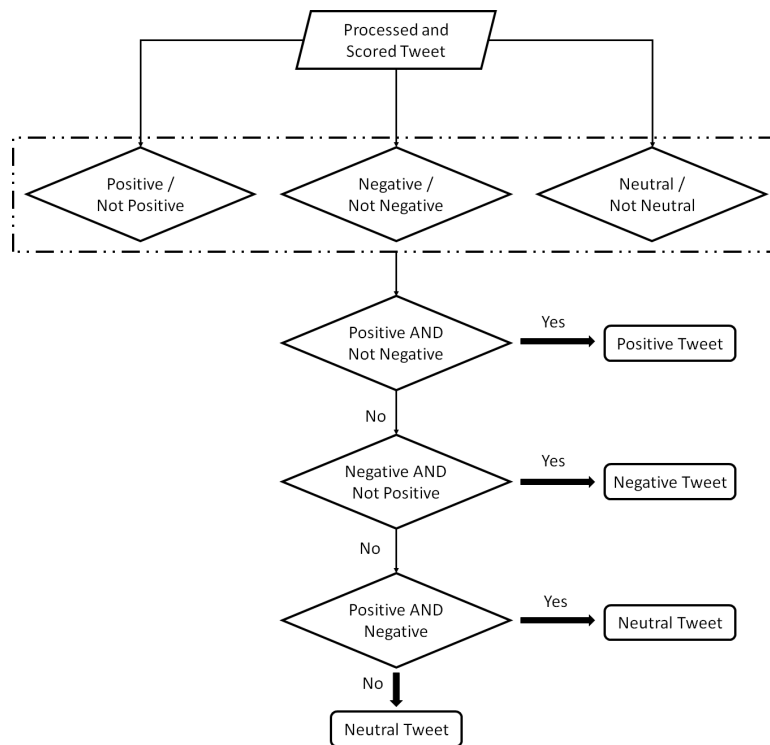 Processed and
Scored Tweet
Positive /
Not Positive
Negative /
Not Negative
Neutral /
Not Neutral
Positive AND
Not Negative
Yes
Positive Tweet
No
Negative AND
Not Positive
Yes
Negative Tweet
No
Positive AND
Negative
Yes
Neutral Tweet
No
Neutral Tweet